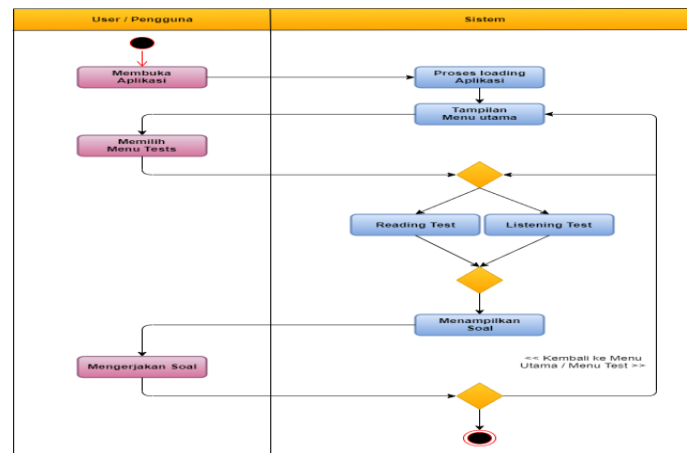 User / Pengguna
Sistem
Membuka
Aplikasi
Proses loading
Aplikasi
Tampilan
Menu utama
Memilih
Menu Tests
Reading Test
Listening Test
Menampilkan
Soal
Mengerjakan Soal
<< Kembali ke Menu
Utama / Menu Test >>